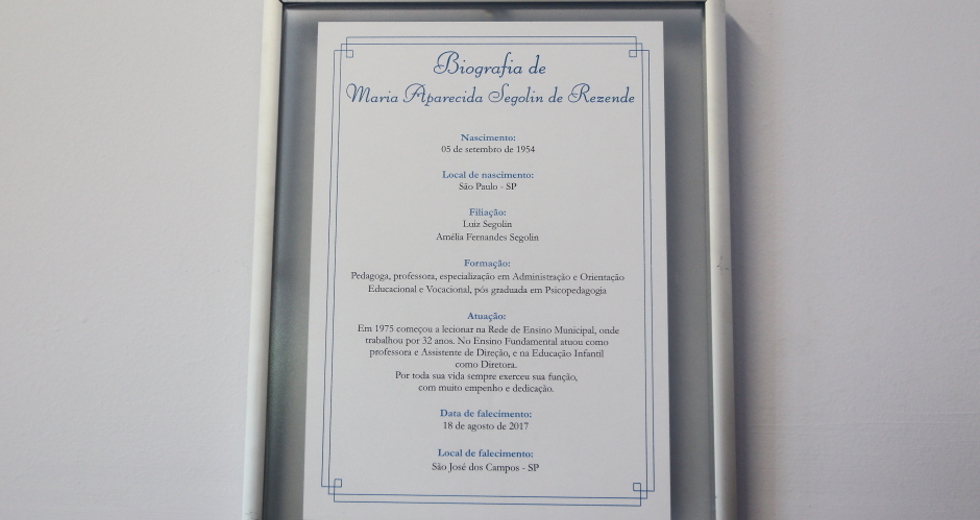 Biografia de
Maria Aparecida Segolin de Rezende
Nascimento:
05 de setembro de 1954
Local de nascimento:
São Paulo - SP
Filiação:
Luiz Segolin
Amélia Fernandes Segolin
Formação:
Pedagoga, professora, especialização em Administração e Orientação
Educacional e Vocacional, pós graduada em Psicopedagogia
Atuação:
Em 1975 começou a lecionar na Rede de Ensino Municipal, onde
trabalhou por 32 anos. No Ensino Fundamental atuou como
professora e Assistente de Direção, e na Educação Infantil
como Diretora.
Por toda sua vida sempre exerceu sua função,
com muito empenho e dedicação.
Data de falecimento:
18 de agosto de 2017
Local de falecimento:
São José dos Campos - SP